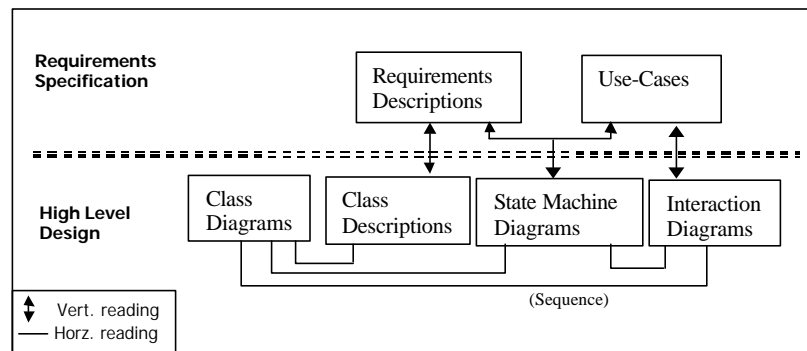 Requirements
Specification
Requirements
Descriptions
Use-Cases
High Level
Design
Class
Diagrams
Class
Descriptions
State Machine
Diagrams
Interaction
Diagrams
(Sequence)
Vert. reading
Horz. reading